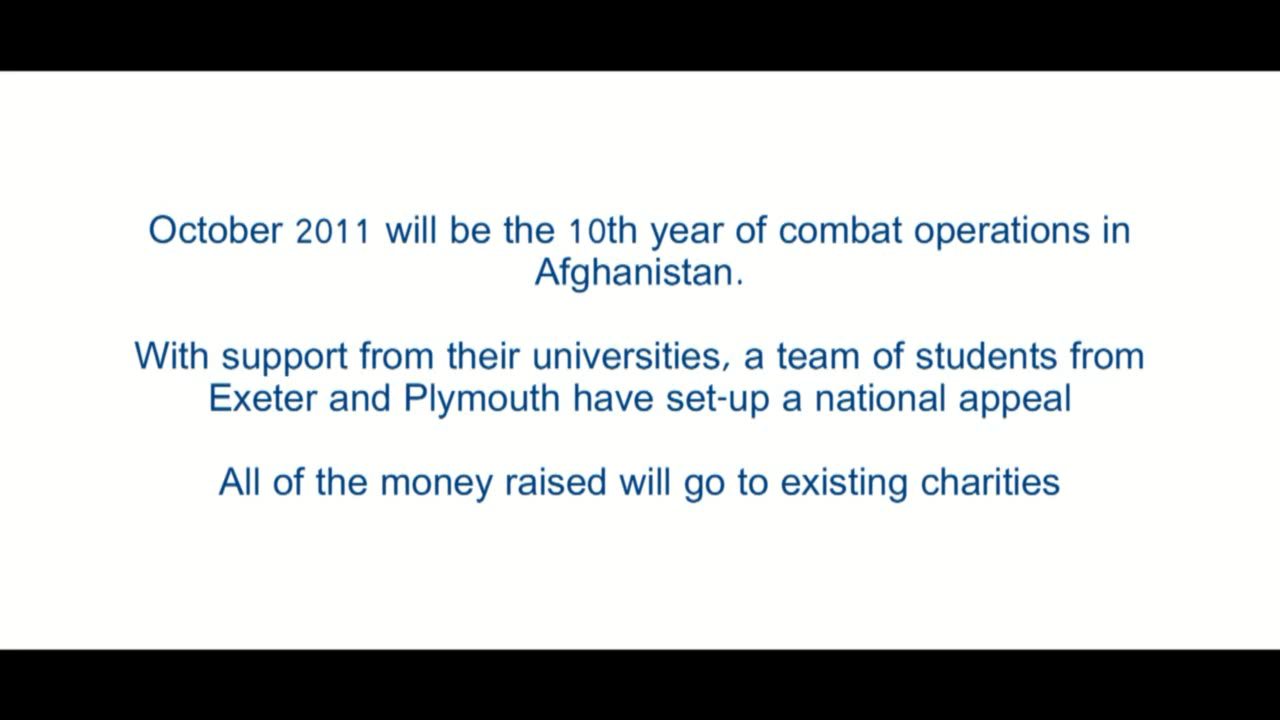 October 2011 will be the 10th year of combat operations in
Afghanistan.
With support from their universities, a team of students from
Exeter and Plymouth have set-up a national appeal
All of the money raised will go to existing charities